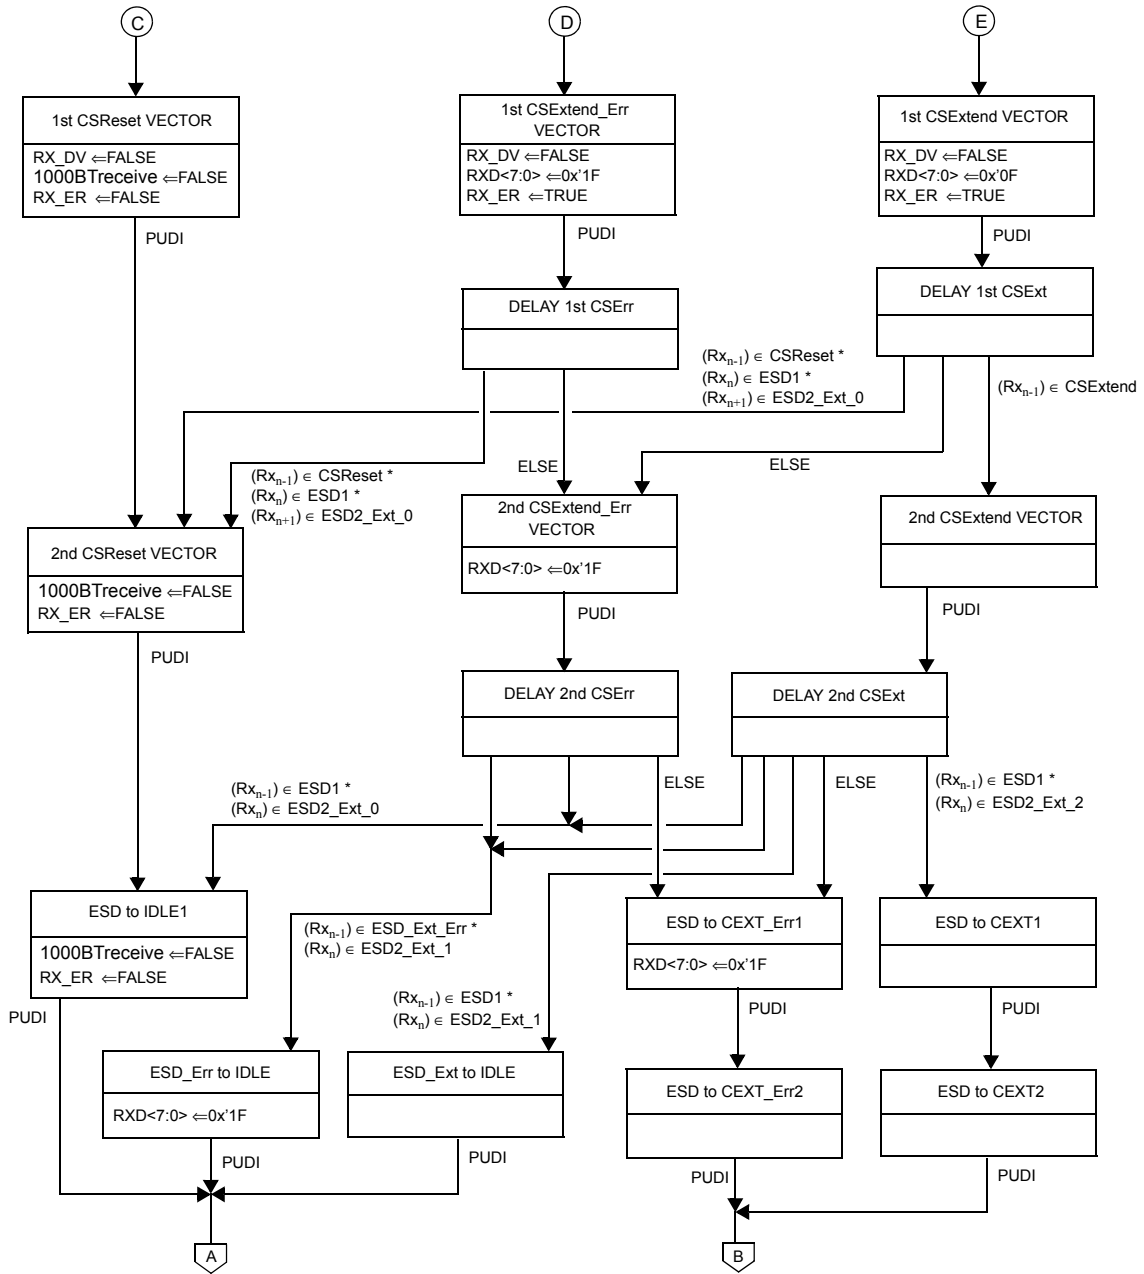 C
D
E
1st CSReset VECTOR
RX_DV ⇐FALSE
1000BTreceive ⇐FALSE
RX_ER ⇐FALSE
PUDI
1st CSExtend_Err
VECTOR
RX_DV ⇐FALSE
RXD<7:0> ⇐0x'1F
RX_ER ⇐TRUE
PUDI
1st CSExtend VECTOR
RX_DV ⇐FALSE
RXD<7:0> ⇐0x'0F
RX_ER ⇐TRUE
PUDI
DELAY 1st CSErr
DELAY 1st CSExt
(Rxn-1) ∈ CSReset *
(Rxn) ∈ ESD1 *
(Rxn+1) ∈ ESD2_Ext_0
(Rxn-1) ∈ CSExtend
(Rxn-1) ∈ CSReset *
(Rxn) ∈ ESD1 *
(Rxn+1) ∈ ESD2_Ext_0
ELSE
ELSE
2nd CSReset VECTOR
1000BTreceive ⇐FALSE
RX_ER ⇐FALSE
PUDI
2nd CSExtend_Err
VECTOR
RXD<7:0> ⇐0x'1F
PUDI
2nd CSExtend VECTOR
PUDI
DELAY 2nd CSErr
DELAY 2nd CSExt
(Rxn-1) ∈ ESD1 *
(Rxn) ∈ ESD2_Ext_0
ELSE
ELSE
(Rxn-1) ∈ ESD1 *
(Rxn) ∈ ESD2_Ext_2
ESD to IDLE1
1000BTreceive ⇐FALSE
RX_ER ⇐FALSE
PUDI
(Rxn-1) ∈ ESD_Ext_Err *
(Rxn) ∈ ESD2_Ext_1
(Rxn-1) ∈ ESD1 *
(Rxn) ∈ ESD2_Ext_1
ESD to CEXT_Err1
RXD<7:0> ⇐0x'1F
PUDI
ESD to CEXT1
PUDI
ESD_Err to IDLE
RXD<7:0> ⇐0x'1F
PUDI
ESD_Ext to IDLE
PUDI
ESD to CEXT_Err2
PUDI
ESD to CEXT2
PUDI
A
B